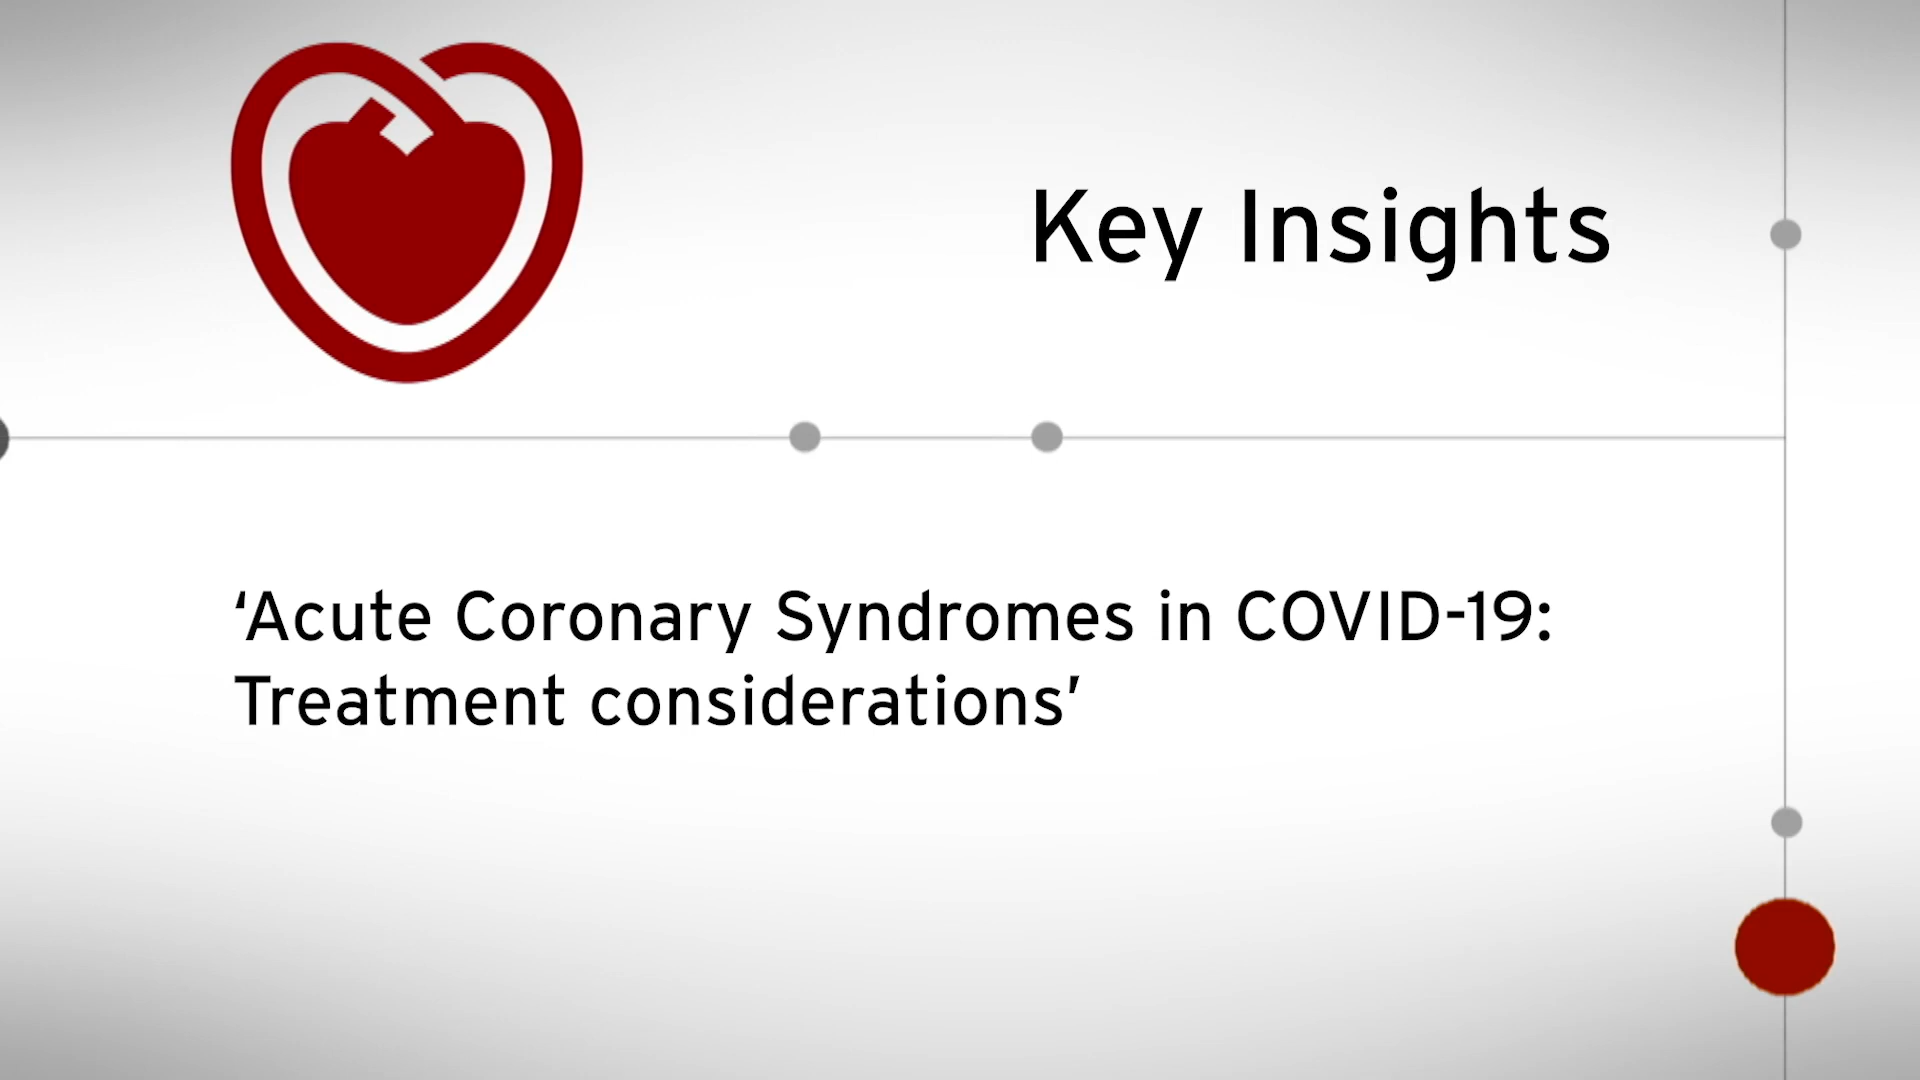 Key Insights
‘Acute Coronary Syndromes in COVID-19:
Treatment considerations’